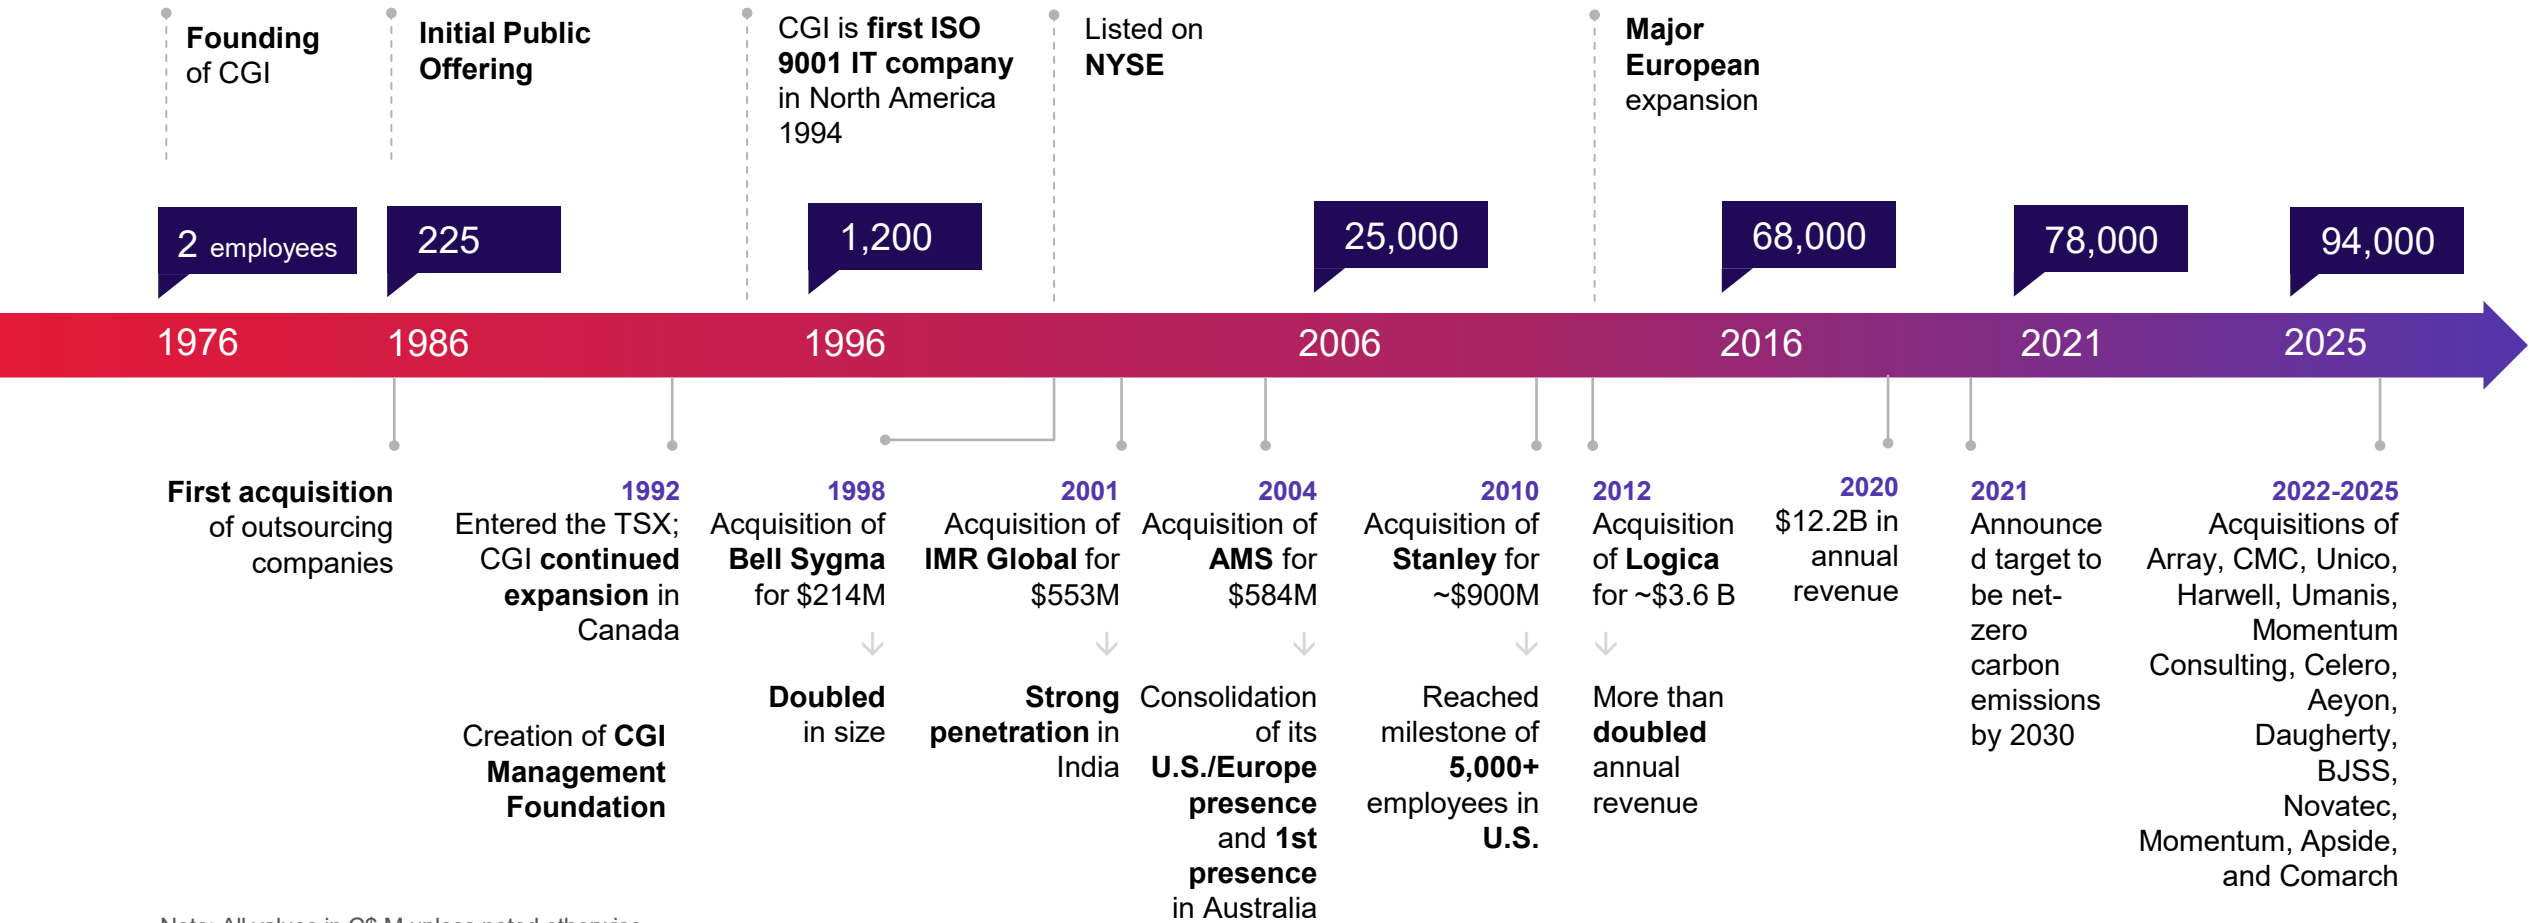 Founding
of CGI
Initial Public
Offering
CGI is first ISO
9001 IT company
in North America
1994
Listed on
NYSE
Major
European
expansion
2 employees
225
1,200
25,000
68,000
78,000
94,000
1976
1986
1996
2006
2016
2021
2025
First acquisition
of outsourcing
companies
1992
Entered the TSX;
CGI continued
expansion in
Canada
Creation of CGI
Management
Foundation
1998
Acquisition of
Bell Sygma
for $214M
Doubled
in size
2001
Acquisition of
IMR Global for
$553M
Strong
penetration in
India
2004
Acquisition of
AMS for
$584M
Consolidation
of its
U.S./Europe
presence
and 1st
presence
in Australia
2010
Acquisition of
Stanley for
~$900M
Reached
milestone of
5,000+
employees in
U.S.
2012
Acquisition
of Logica
for ~$3.6 B
More than
doubled
annual
revenue
2020
$12.2B in
annual
revenue
2021
Announce
d target to
be net-
zero
carbon
emissions
by 2030
2022-2025
Acquisitions of
Array, CMC, Unico,
Harwell, Umanis,
Momentum
Consulting, Celero,
Aeyon,
Daugherty,
BJSS,
Novatec,
Momentum, Apside,
and Comarch
Note: All values in C$ M unless noted otherwise